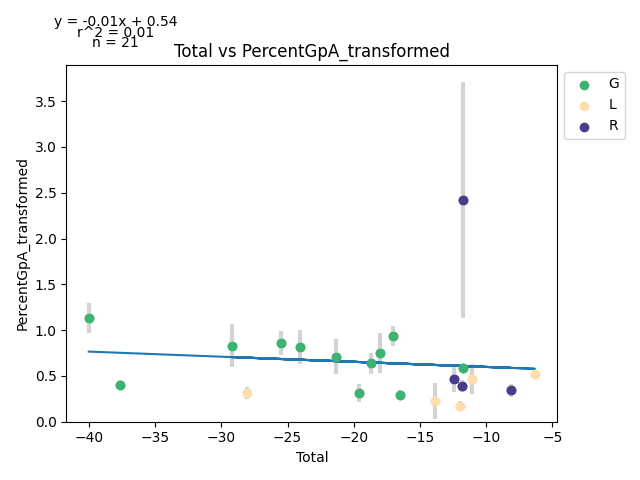 y = -0.01x + 0.54
r^2 = 0.01
n = 21
Total vs PercentGpA_transformed
G
L
R
3.5
3.0
2.5
2.0
1.5
1.0
0.5
0.0
PercentGpA_transformed
−40
−35
−30
−25
−20
−15
−10
−5
Total